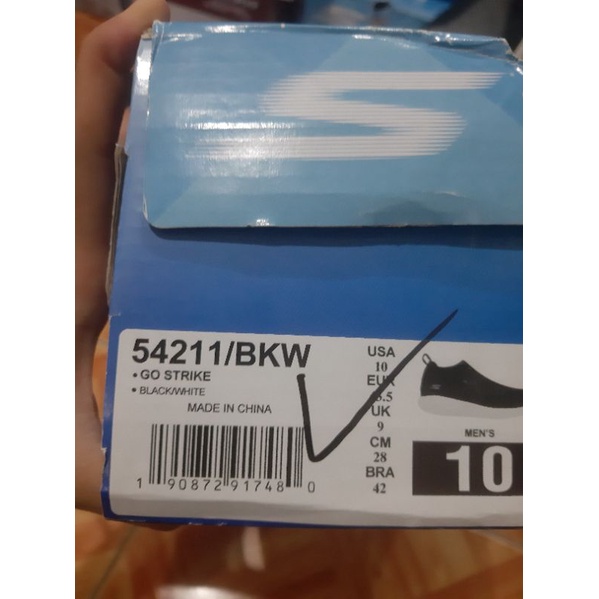 54211/BKW
• GO STRIKE
• BLACK/WHITE
MADE IN CHINA
1 90872 91748 0
USA
10
EUR
UK
9
CM
28
BRA
42
MEN'S
10